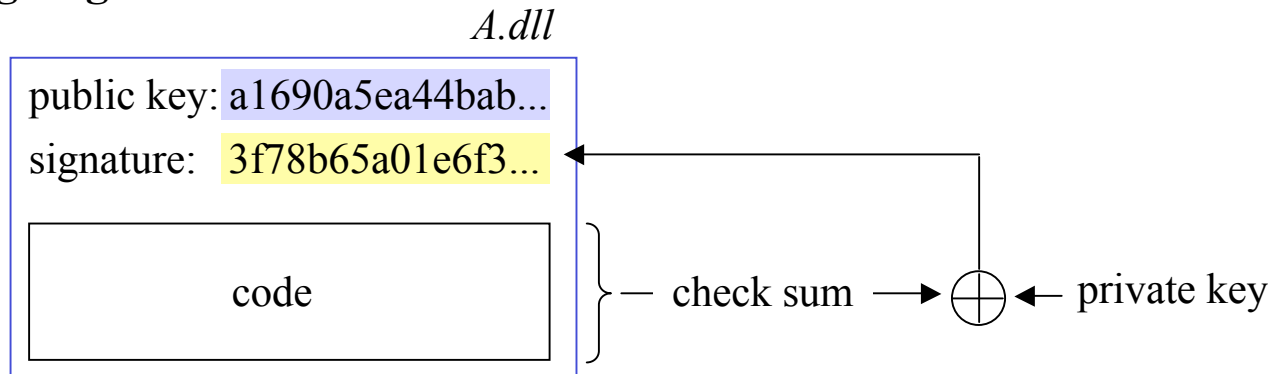 A.dll
public key: a1690a5ea44bab...
signature: 3f78b65a01e6f3...
code
check sum
private key